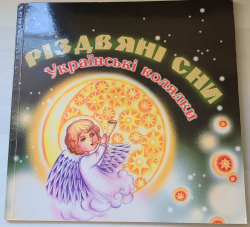 РІЗДВЯНІ СНИ
Українські колядки